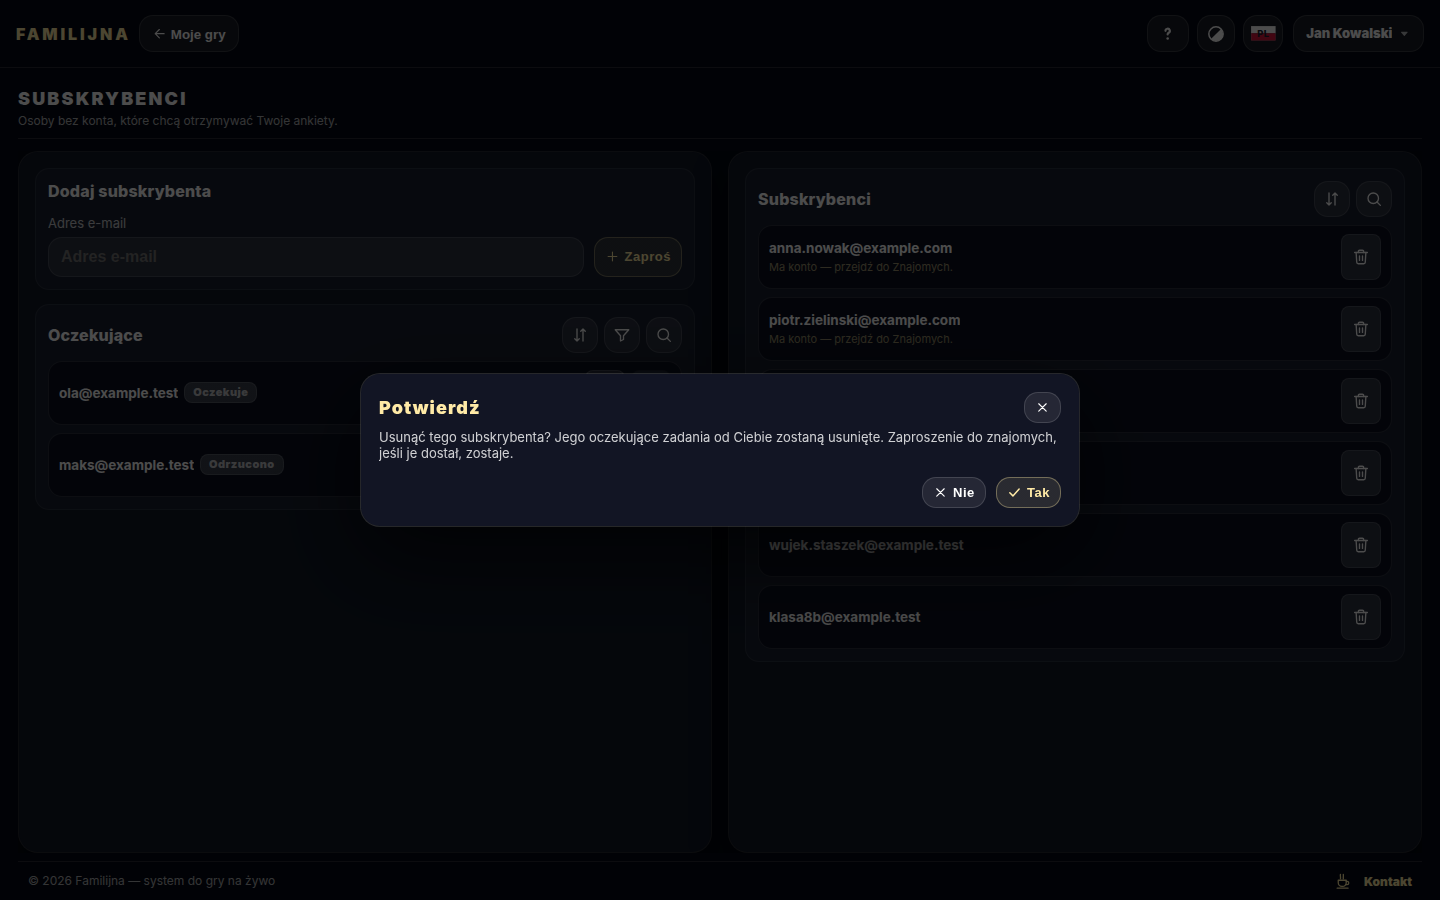 FAMILIJNA
Moje gry
?
PL
Jan Kowalski
SUBSKRYBENCI
Osoby bez konta, które chcą otrzymywać Twoje ankiety.
Dodaj subskrybenta
Adres e-mail
Adres e-mail
Zaproś
Oczekujące
ola@example.test Oczekuje
maks@example.test Odrzucono
Subskrybenci
anna.nowak@example.com
Ma konto — przejdź do Znajomych.
piotr.zielinski@example.com
Ma konto — przejdź do Znajomych.
wujek.staszek@example.test
klasa8b@example.test
Potwierdź
Usunąć tego subskrybenta? Jego oczekujące zadania od Ciebie zostaną usunięte. Zaproszenie do znajomych,
jeśli je dostał, zostaje.
Nie
Tak
© 2026 Familijna — system do gry na żywo
Kontakt